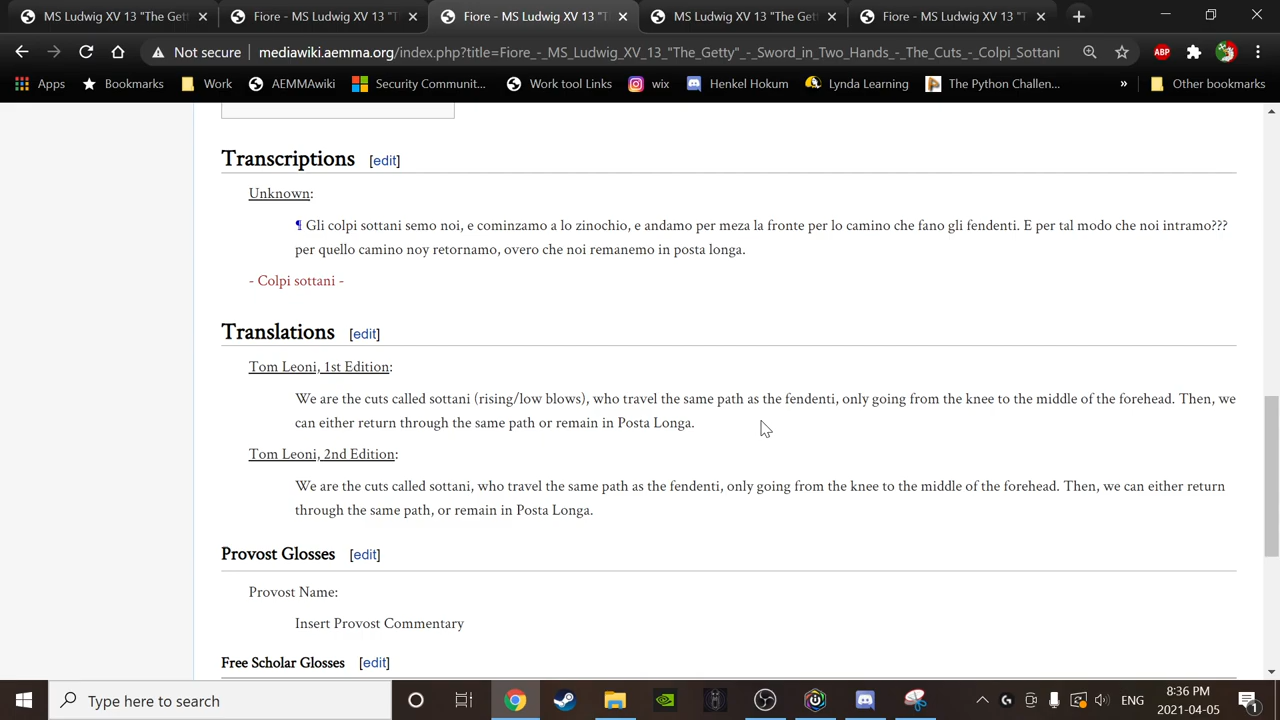 MS Ludwig XV 13 "The Getty
Fiore - MS Ludwig XV 13 "T
Fiore - MS Ludwig XV 13 "T
MS Ludwig XV 13 "The Gett
Fiore - MS Ludwig XV 13 "T
Not secure mediawiki.aemma.org/index.php?title=Fiore_-_MS_Ludwig_XV_13_"The_Getty"_-_Sword_in_Two_Hands_-_The_Cuts_-_Colpi_Sottani
ABP
Apps Bookmarks Work AEMMAwiki Security Communit... Work tool Links wix Henkel Hokum Lynda Learning The Python Challen... » Other bookmarks
Transcriptions [edit]
Unknown:
¶ Gli colpi sottani semo noi, e cominzamo a lo zinochio, e andamo per meza la fronte per lo camino che fano gli fendenti. E per tal modo che noi intramo???
per quello camino noy retornamo, overo che noi remanemo in posta longa.
- Colpi sottani -
Translations [edit]
Tom Leoni, 1st Edition:
We are the cuts called sottani (rising/low blows), who travel the same path as the fendenti, only going from the knee to the middle of the forehead. Then, we
can either return through the same path or remain in Posta Longa.
Tom Leoni, 2nd Edition:
We are the cuts called sottani, who travel the same path as the fendenti, only going from the knee to the middle of the forehead. Then, we can either return
through the same path, or remain in Posta Longa.
Provost Glosses [edit]
Provost Name:
Insert Provost Commentary
Free Scholar Glosses [edit]
Type here to search
ENG
8:36 PM
2021-04-05
1